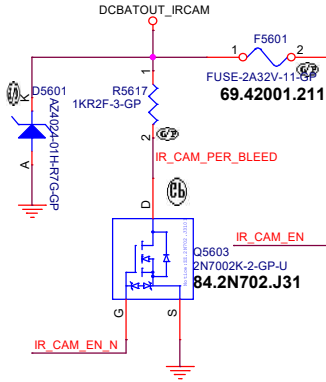 DCBATOUT_IRCAM
F5601
1
2
FUSE-2A32V-11-GP
69.42001.211
K
D5601
AZ4024-01H-R7G-GP
A
1
R5617
1KR2F-3-GP
2
IR_CAM_PER_BLEED
D
Q5603
2N7002K-2-GP-U
84.2N702.J31
IR_CAM_EN
G
S
IR_CAM_EN_N